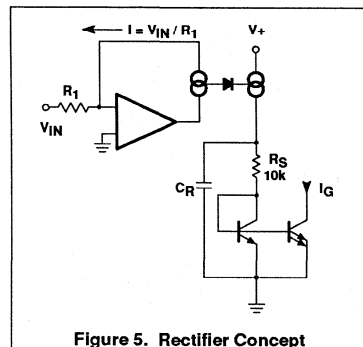 I = VIN / R1
V+
R1
VIN
RS
10k
CR
IG
Figure 5. Rectifier Concept